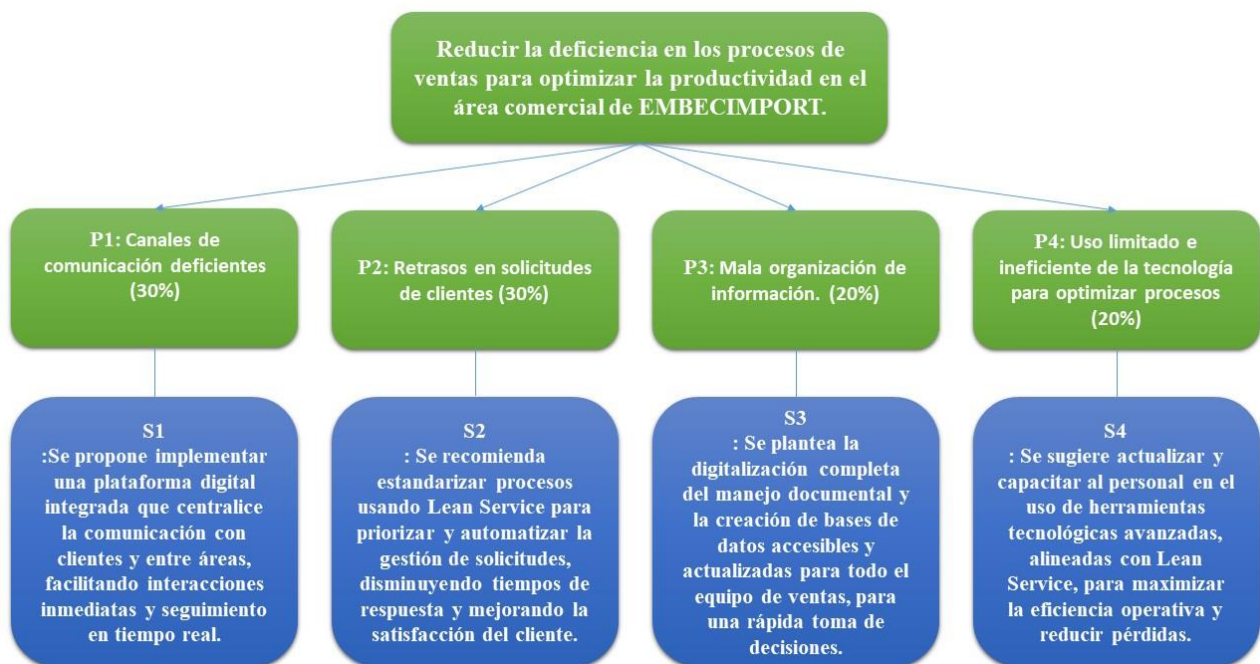 Reducir la deficiencia en los procesos de
ventas para optimizar la productividad en el
área comercial de EMBECIMPORT.
P1: Canales de
comunicación deficientes
(30%)
P2: Retrasos en solicitudes
de clientes (30%)
P3: Mala organización de
información. (20%)
P4: Uso limitado e
ineficiente de la tecnología
para optimizar procesos
(20%)
S1
:Se propone implementar
una plataforma digital
integrada que centralice
la comunicación con
clientes y entre áreas,
facilitando interacciones
inmediatas y seguimiento
en tiempo real.
S2
: Se recomienda
estandarizar procesos
usando Lean Service para
priorizar y automatizar la
gestión de solicitudes,
disminuyendo tiempos de
respuesta y mejorando la
satisfacción del cliente.
S3
: Se plantea la
digitalización completa
del manejo documental y
la creación de bases de
datos accesibles y
actualizadas para todo el
equipo de ventas, para
una rápida toma de
decisiones.
S4
: Se sugiere actualizar y
capacitar al personal en el
uso de herramientas
tecnológicas avanzadas,
alineadas con Lean
Service, para maximizar
la eficiencia operativa y
reducir pérdidas.